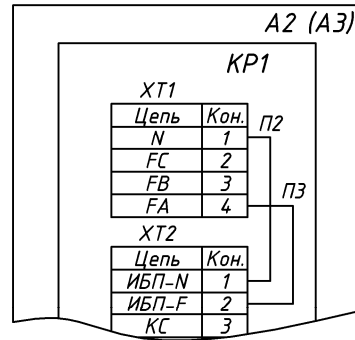 А2 (А3)
КР1
ХТ1
Цепь Кон.
N 1
FC 2
FB 3
FA 4
П2
П3
ХТ2
Цепь Кон.
ИБП-N 1
ИБП-F 2
КС 3